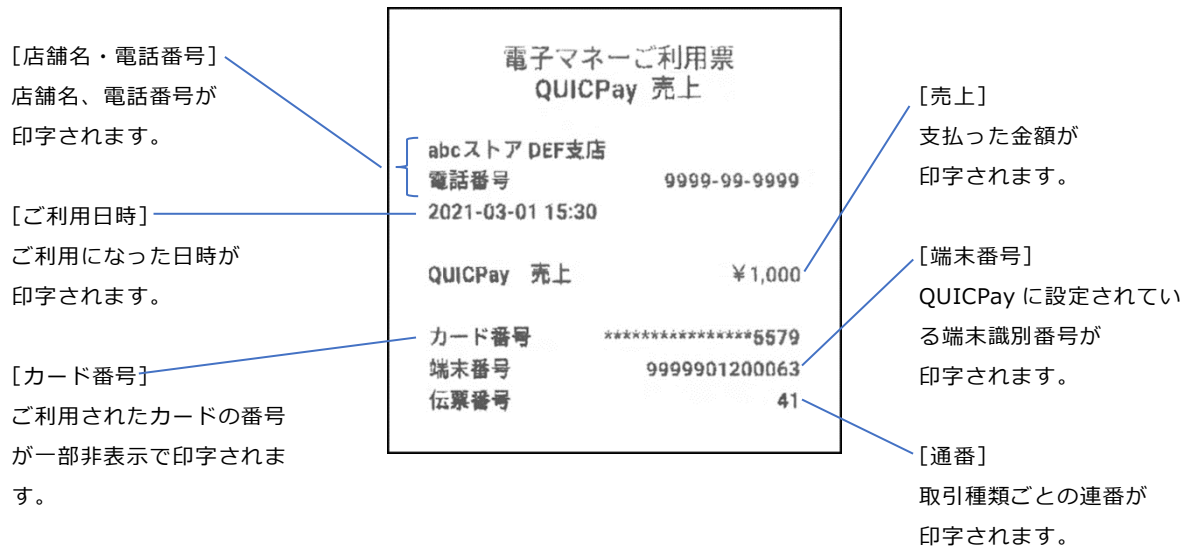 [店舗名・電話番号]
店舗名、電話番号が
印字されます。
[ご利用日時]
ご利用になった日時が
印字されます。
[カード番号]
ご利用されたカードの番号
が一部非表示で印字されま
す。
電子マネーご利用票
QUICPay 売上
abcストア DEF支店
電話番号 9999-99-9999
2021-03-01 15:30
QUICPay 売上 ¥1,000
カード番号 ****************5579
端末番号 9999901200063
伝票番号 41
[売上]
支払った金額が
印字されます。
[端末番号]
QUICPay に設定されてい
る端末識別番号が
印字されます。
[通番]
取引種類ごとの連番が
印字されます。